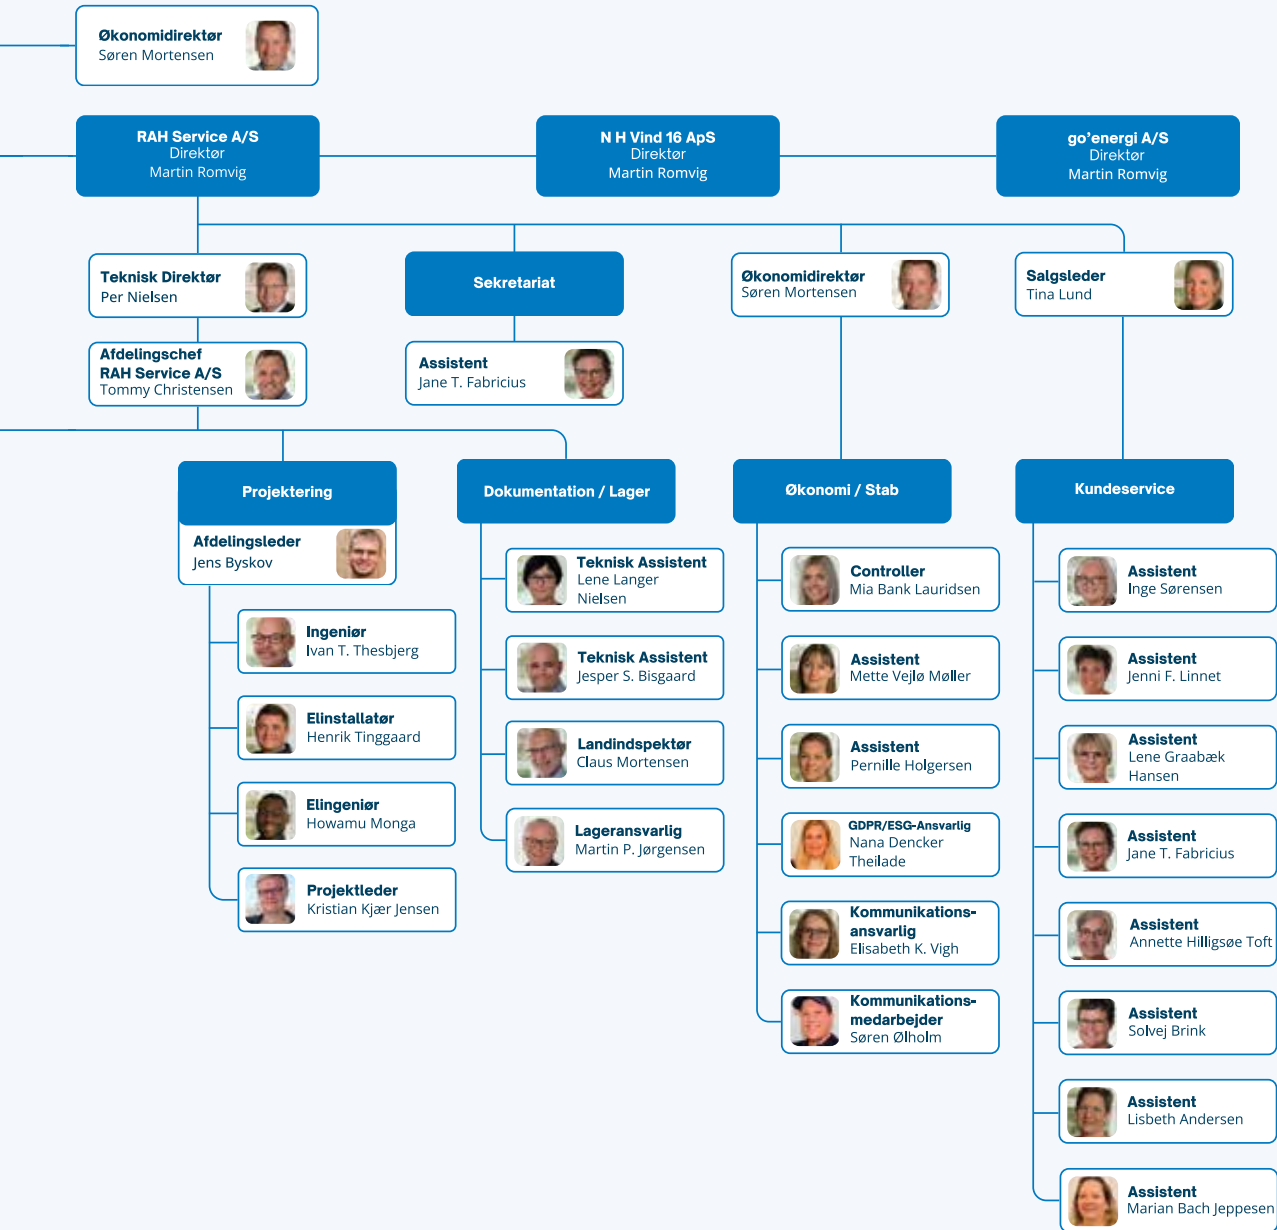 Økonomidirektør
Søren Mortensen
RAH Service A/S
Direktør
Martin Romvig
N H Vind 16 ApS
Direktør
Martin Romvig
go'energi A/S
Direktør
Martin Romvig
Teknisk Direktør
Per Nielsen
Sekretariat
Økonomidirektør
Søren Mortensen
Salgsleder
Tina Lund
Afdelingschef
RAH Service A/S
Tommy Christensen
Assistent
Jane T. Fabricius
Projektering
Afdelingsleder
Jens Byskov
Ingeniør
Ivan T. Thesbjerg
Elinstallatør
Henrik Tinggaard
Elingeniør
Howamu Monga
Projektleder
Kristian Kjær Jensen
Dokumentation / Lager
Teknisk Assistent
Lene Langer
Nielsen
Teknisk Assistent
Jesper S. Bisgaard
Landindspektør
Claus Mortensen
Lageransvarlig
Martin P. Jørgensen
Økonomi / Stab
Controller
Mia Bank Lauridsen
Assistent
Mette Vejlø Møller
Assistent
Pernille Holgersen
GDPR/ESG-Ansvarlig
Nana Dencker
Theilade
Kommunikations-
ansvarlig
Elisabeth K. Vigh
Kommunikations-
medarbejder
Søren Ølholm
Kundeservice
Assistent
Inge Sørensen
Assistent
Jenni F. Linnet
Assistent
Lene Graabæk
Hansen
Assistent
Jane T. Fabricius
Assistent
Annette Hilligsøe Toft
Assistent
Solvej Brink
Assistent
Lisbeth Andersen
Assistent
Marian Bach Jeppesen